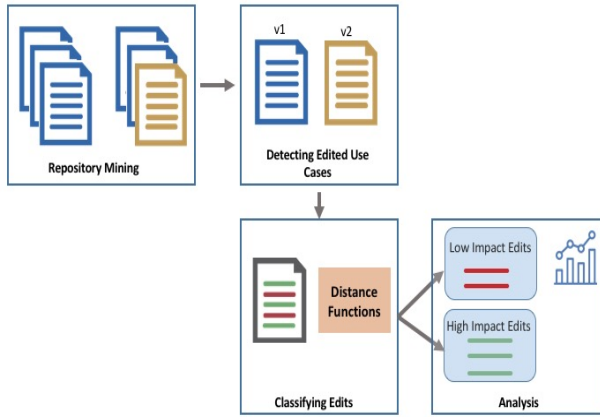 Repository Mining
v1
v2
Detecting Edited Use
Cases
Distance
Functions
Classifying Edits
Low Impact Edits
High Impact Edits
Analysis